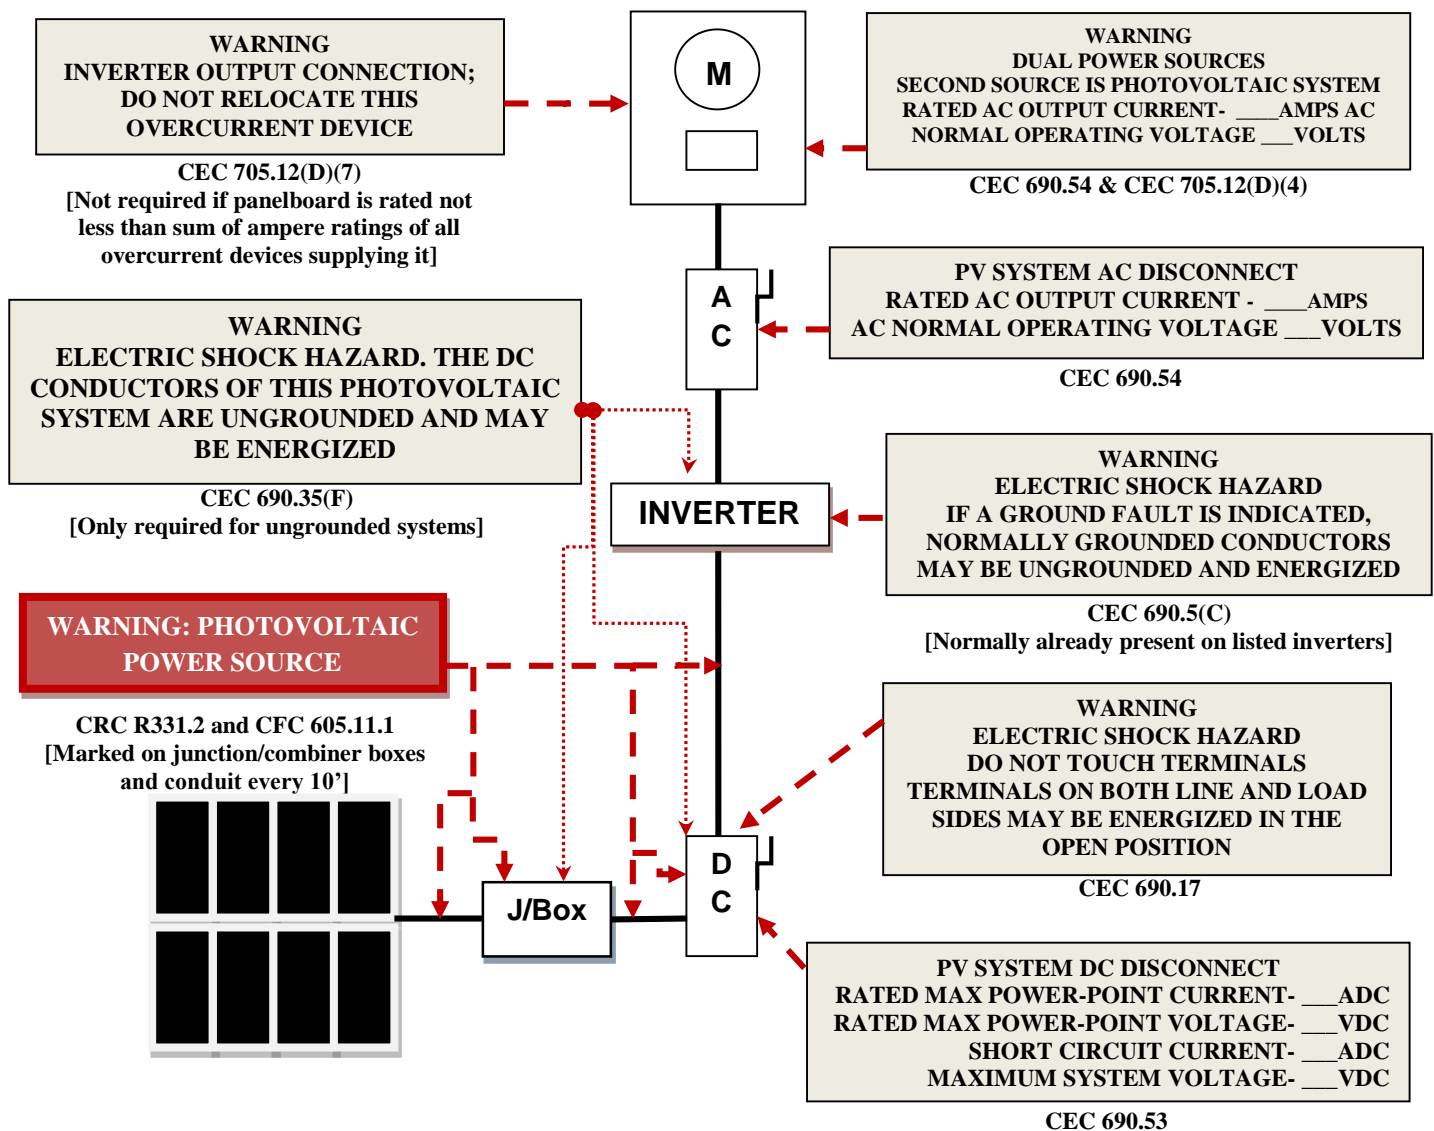 WARNING
INVERTER OUTPUT CONNECTION;
DO NOT RELOCATE THIS
OVERCURRENT DEVICE
CEC 705.12(D)(7)
[Not required if panelboard is rated not
less than sum of ampere ratings of all
overcurrent devices supplying it]
M
WARNING
DUAL POWER SOURCES
SECOND SOURCE IS PHOTOVOLTAIC SYSTEM
RATED AC OUTPUT CURRENT- ____AMPS AC
NORMAL OPERATING VOLTAGE ___VOLTS
CEC 690.54 & CEC 705.12(D)(4)
A
C
PV SYSTEM AC DISCONNECT
RATED AC OUTPUT CURRENT - ____AMPS
AC NORMAL OPERATING VOLTAGE ___VOLTS
CEC 690.54
WARNING
ELECTRIC SHOCK HAZARD. THE DC
CONDUCTORS OF THIS PHOTOVOLTAIC
SYSTEM ARE UNGROUNDED AND MAY
BE ENERGIZED
CEC 690.35(F)
[Only required for ungrounded systems]
INVERTER
WARNING
ELECTRIC SHOCK HAZARD
IF A GROUND FAULT IS INDICATED,
NORMALLY GROUNDED CONDUCTORS
MAY BE UNGROUNDED AND ENERGIZED
CEC 690.5(C)
[Normally already present on listed inverters]
WARNING: PHOTOVOLTAIC
POWER SOURCE
CRC R331.2 and CFC 605.11.1
[Marked on junction/combiner boxes
and conduit every 10’]
WARNING
ELECTRIC SHOCK HAZARD
DO NOT TOUCH TERMINALS
TERMINALS ON BOTH LINE AND LOAD
SIDES MAY BE ENERGIZED IN THE
OPEN POSITION
CEC 690.17
J/Box
D
C
PV SYSTEM DC DISCONNECT
RATED MAX POWER-POINT CURRENT- ___ADC
RATED MAX POWER-POINT VOLTAGE- ___VDC
SHORT CIRCUIT CURRENT- ___ADC
MAXIMUM SYSTEM VOLTAGE- ___VDC
CEC 690.53